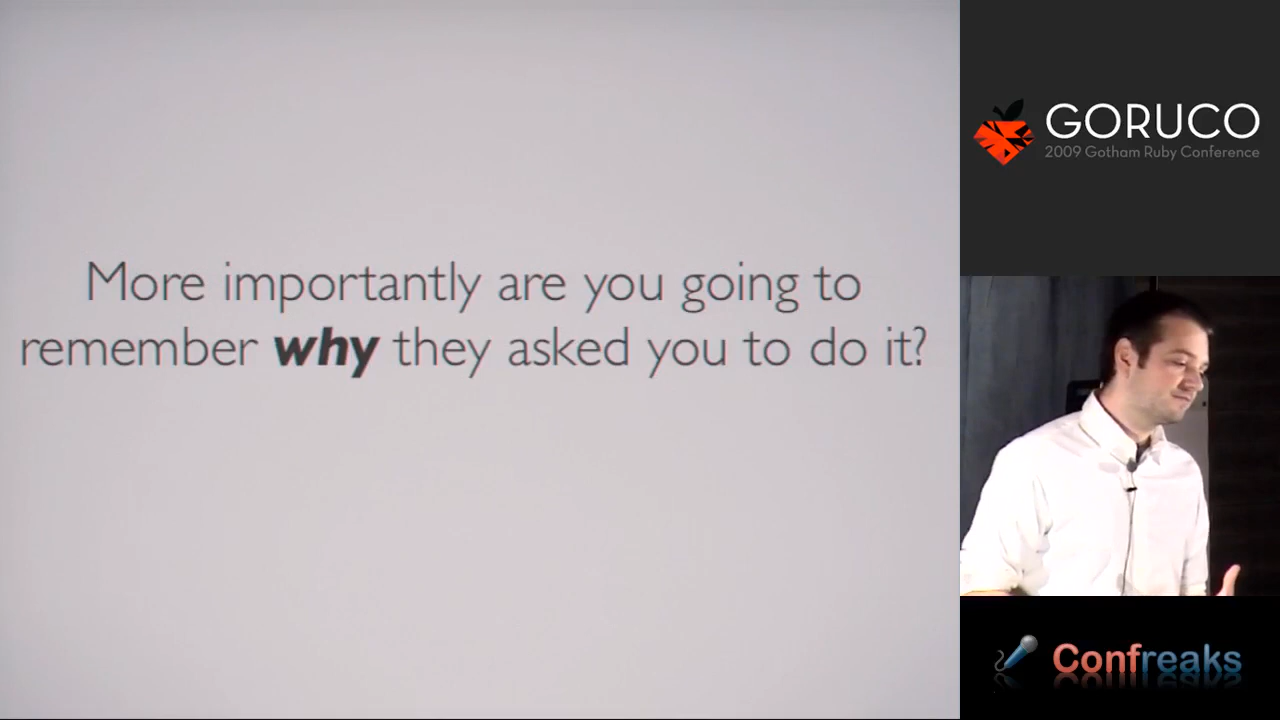 More importantly are you going to
remember why they asked you to do it?
GORUCO
2009 Gotham Ruby Conference
Confreaks